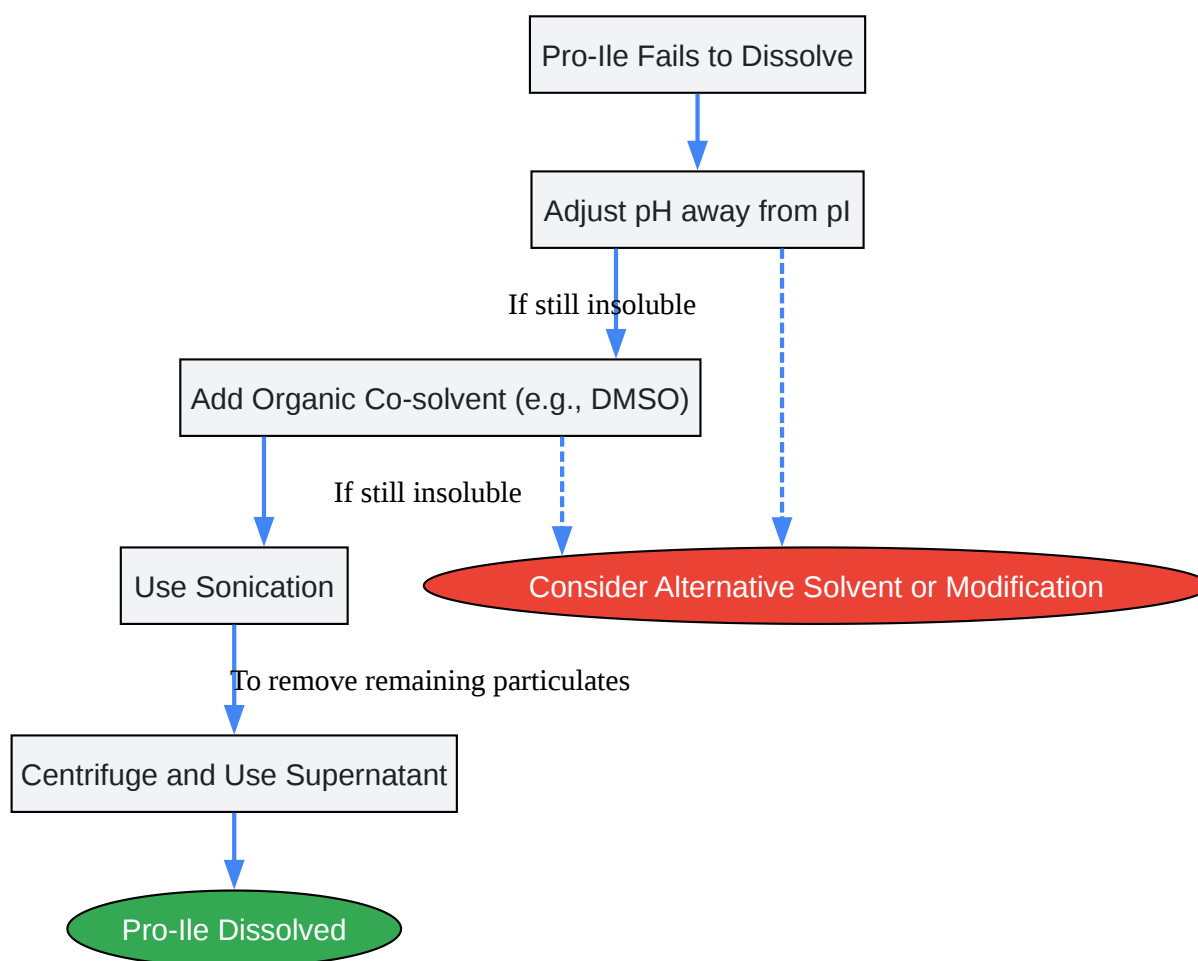 Pro-Ile Fails to Dissolve
Adjust pH away from pI
If still insoluble
Add Organic Co-solvent (e.g., DMSO)
If still insoluble
Use Sonication
Consider Alternative Solvent or Modification
To remove remaining particulates
Centrifuge and Use Supernatant
Pro-Ile Dissolved